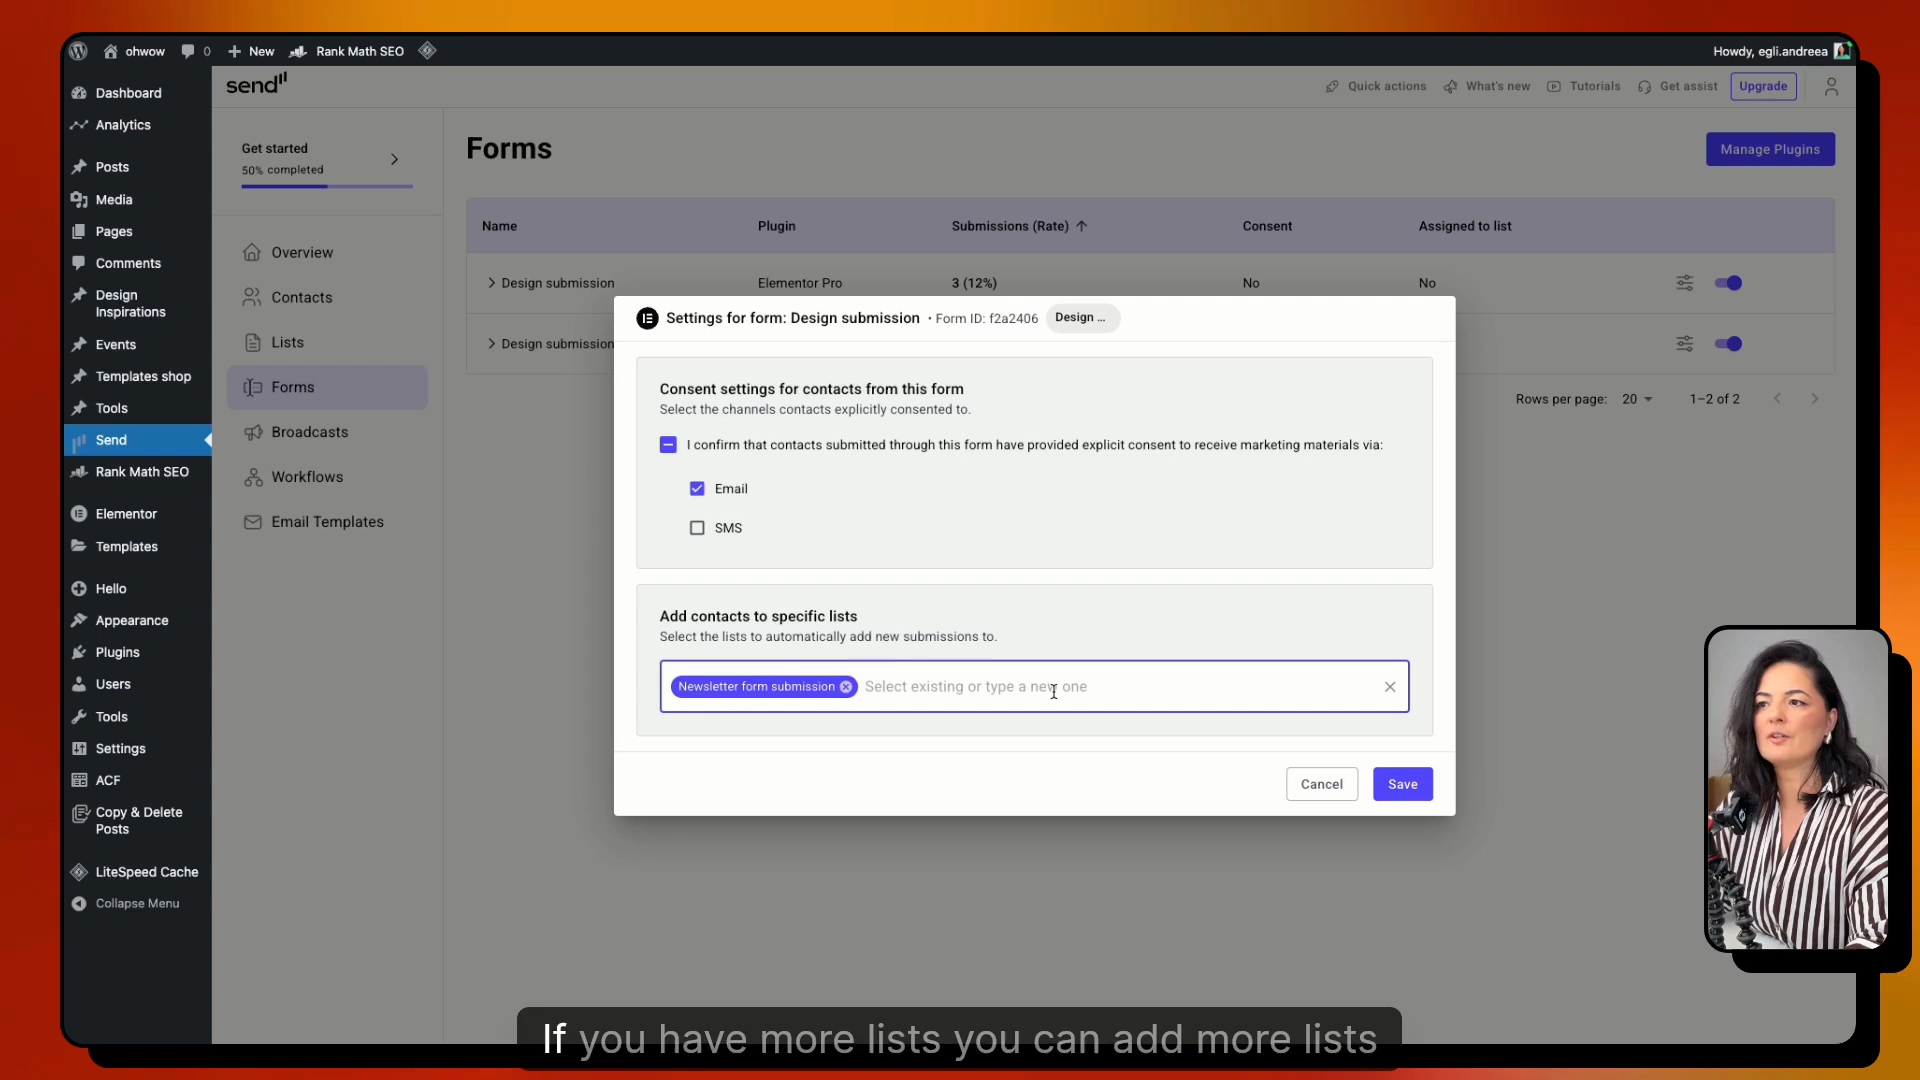 ohwow
0
New
Rank Math SEO
Howdy, egli.andreea
Dashboard
Analytics
Posts
Media
Pages
Comments
Design
Inspirations
Events
Templates shop
Tools
Send
Rank Math SEO
Elementor
Templates
Hello
Appearance
Plugins
Users
Tools
Settings
ACF
Copy & Delete
Posts
LiteSpeed Cache
Collapse Menu
send
Quick actions
What's new
Tutorials
Get assist
Upgrade
Get started
50% completed
Overview
Contacts
Lists
Forms
Broadcasts
Workflows
Email Templates
Forms
Manage Plugins
Name Plugin Submissions (Rate) Consent Assigned to list
Design submission Elementor Pro 3 (12%) No No
Design submission
Rows per page: 20 1–2 of 2
Settings for form: Design submission • Form ID: f2a2406 Design ...
Consent settings for contacts from this form
Select the channels contacts explicitly consented to.
I confirm that contacts submitted through this form have provided explicit consent to receive marketing materials via:
Email
SMS
Add contacts to specific lists
Select the lists to automatically add new submissions to.
Newsletter form submission Select existing or type a new one
Cancel
Save
If you have more lists you can add more lists